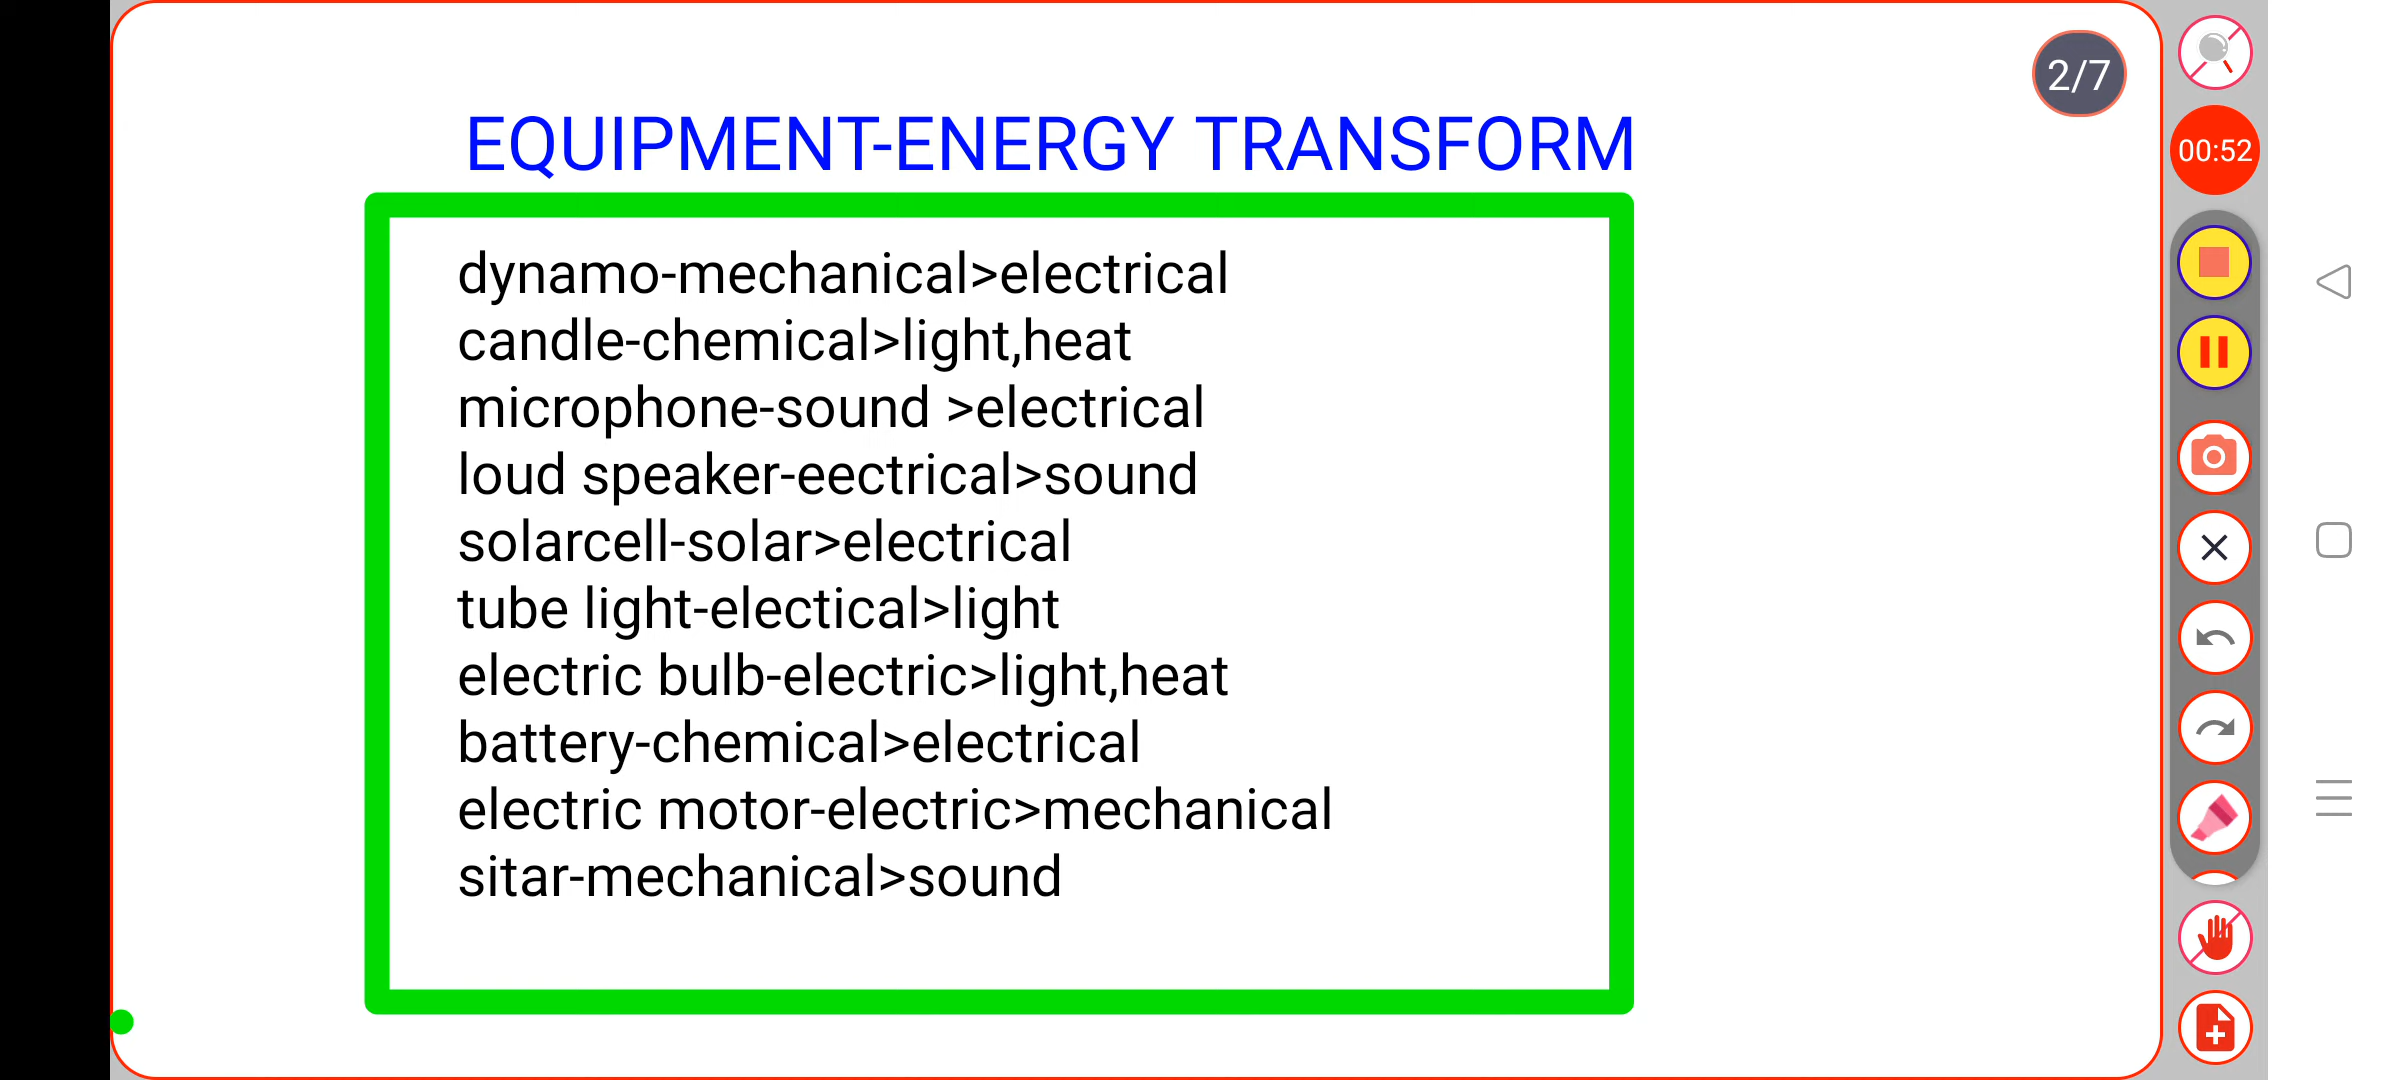 2/7
00:52
EQUIPMENT-ENERGY TRANSFORM
dynamo-mechanical>electrical
candle-chemical>light,heat
microphone-sound >electrical
loud speaker-eectrical>sound
solarcell-solar>electrical
tube light-electical>light
electric bulb-electric>light,heat
battery-chemical>electrical
electric motor-electric>mechanical
sitar-mechanical>sound